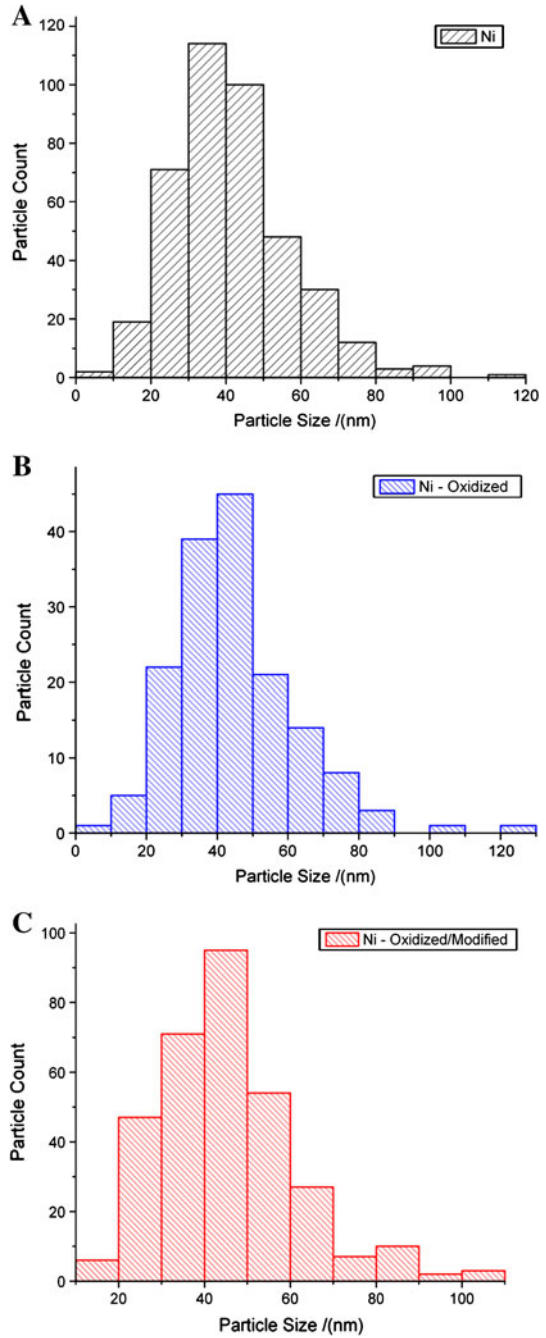 A
Ni
120
100
80
60
40
20
0
Particle Count
0 20 40 60 80 100 120
Particle Size /(nm)
B
Ni - Oxidized
40
30
20
10
0
Particle Count
0 20 40 60 80 100 120
Particle Size /(nm)
C
Ni - Oxidized/Modified
100
80
60
40
20
0
Particle Count
20 40 60 80 100
Particle Size /(nm)